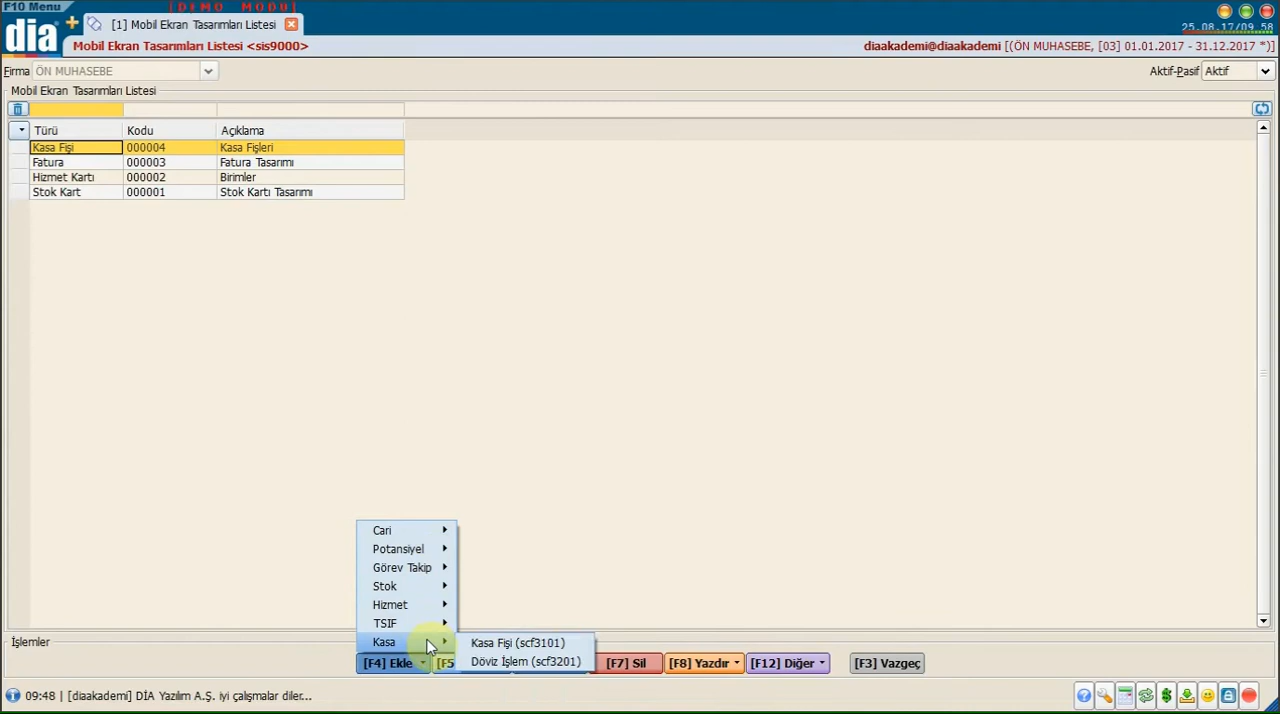 F10 Menu
[DEMO MODU]
dia
[1] Mobil Ekran Tasarımları Listesi
25.08.17/09.58
Mobil Ekran Tasarımları Listesi <sis9000>
diaakademi@diaakademi [(ÖN MUHASEBE, [03] 01.01.2017 - 31.12.2017 *)]
Firma ÖN MUHASEBE
Aktif-Pasif Aktif
Mobil Ekran Tasarımları Listesi
Türü Kodu Açıklama
Kasa Fişi 000004 Kasa Fişleri
Fatura 000003 Fatura Tasarımı
Hizmet Kartı 000002 Birimler
Stok Kart 000001 Stok Kartı Tasarımı
Cari
Potansiyel
Görev Takip
Stok
Hizmet
TSIF
Kasa
Kasa Fişi (scf3101)
Döviz İşlem (scf3201)
İşlemler
[F4] Ekle [F5 [F7] Sil [F8] Yazdır [F12] Diğer [F3] Vazgeç
09:48 | [diaakademi] DİA Yazılım A.Ş. iyi çalışmalar diler...